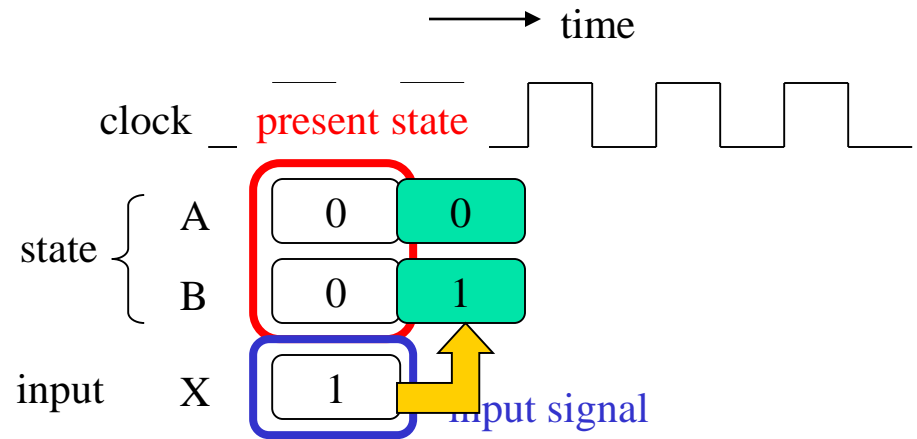 time
clock present state
A 0 0
state
B 0 1
input X 1
input signal